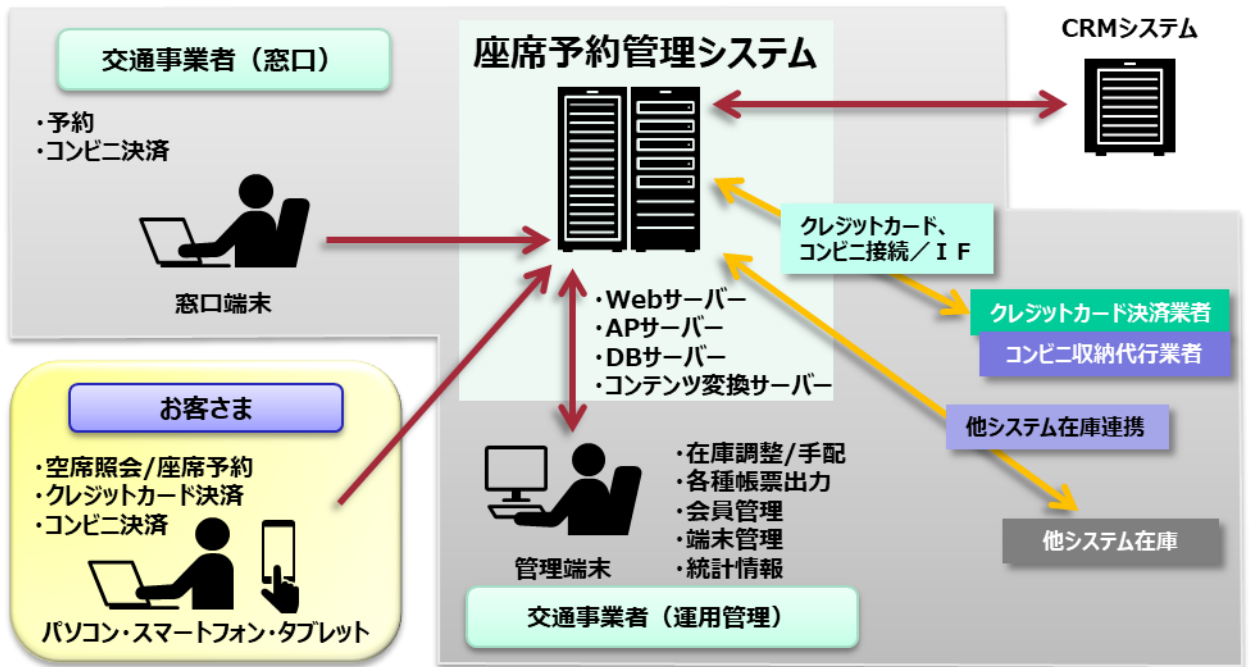 交通事業者（窓口）
・予約
・コンビニ決済
窓口端末
座席予約管理システム
・Webサーバー
・APサーバー
・DBサーバー
・コンテンツ変換サーバー
CRMシステム
クレジットカード、
コンビニ接続／ＩＦ
クレジットカード決済業者
コンビニ収納代行業者
他システム在庫連携
他システム在庫
お客さま
・空席照会/座席予約
・クレジットカード決済
・コンビニ決済
パソコン・スマートフォン・タブレット
管理端末
・在庫調整/手配
・各種帳票出力
・会員管理
・端末管理
・統計情報
交通事業者（運用管理）